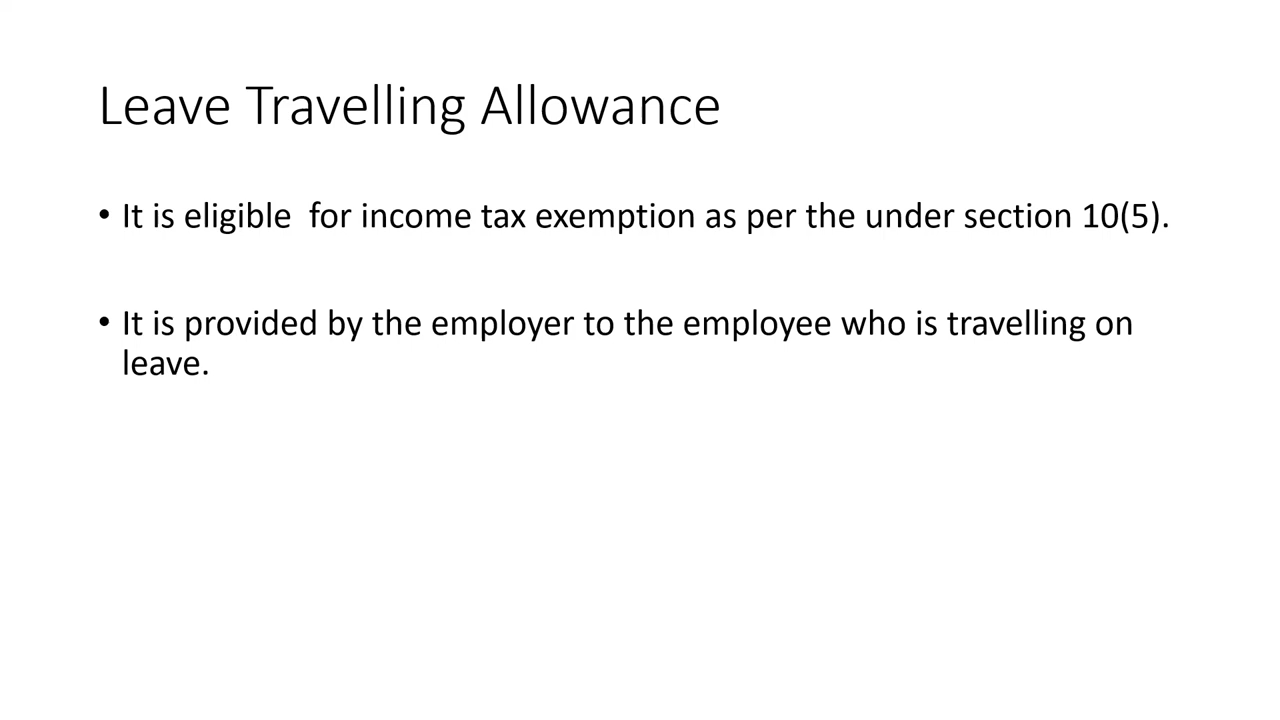 Leave Travelling Allowance
• It is eligible  for income tax exemption as per the under section 10(5).
• It is provided by the employer to the employee who is travelling on
leave.